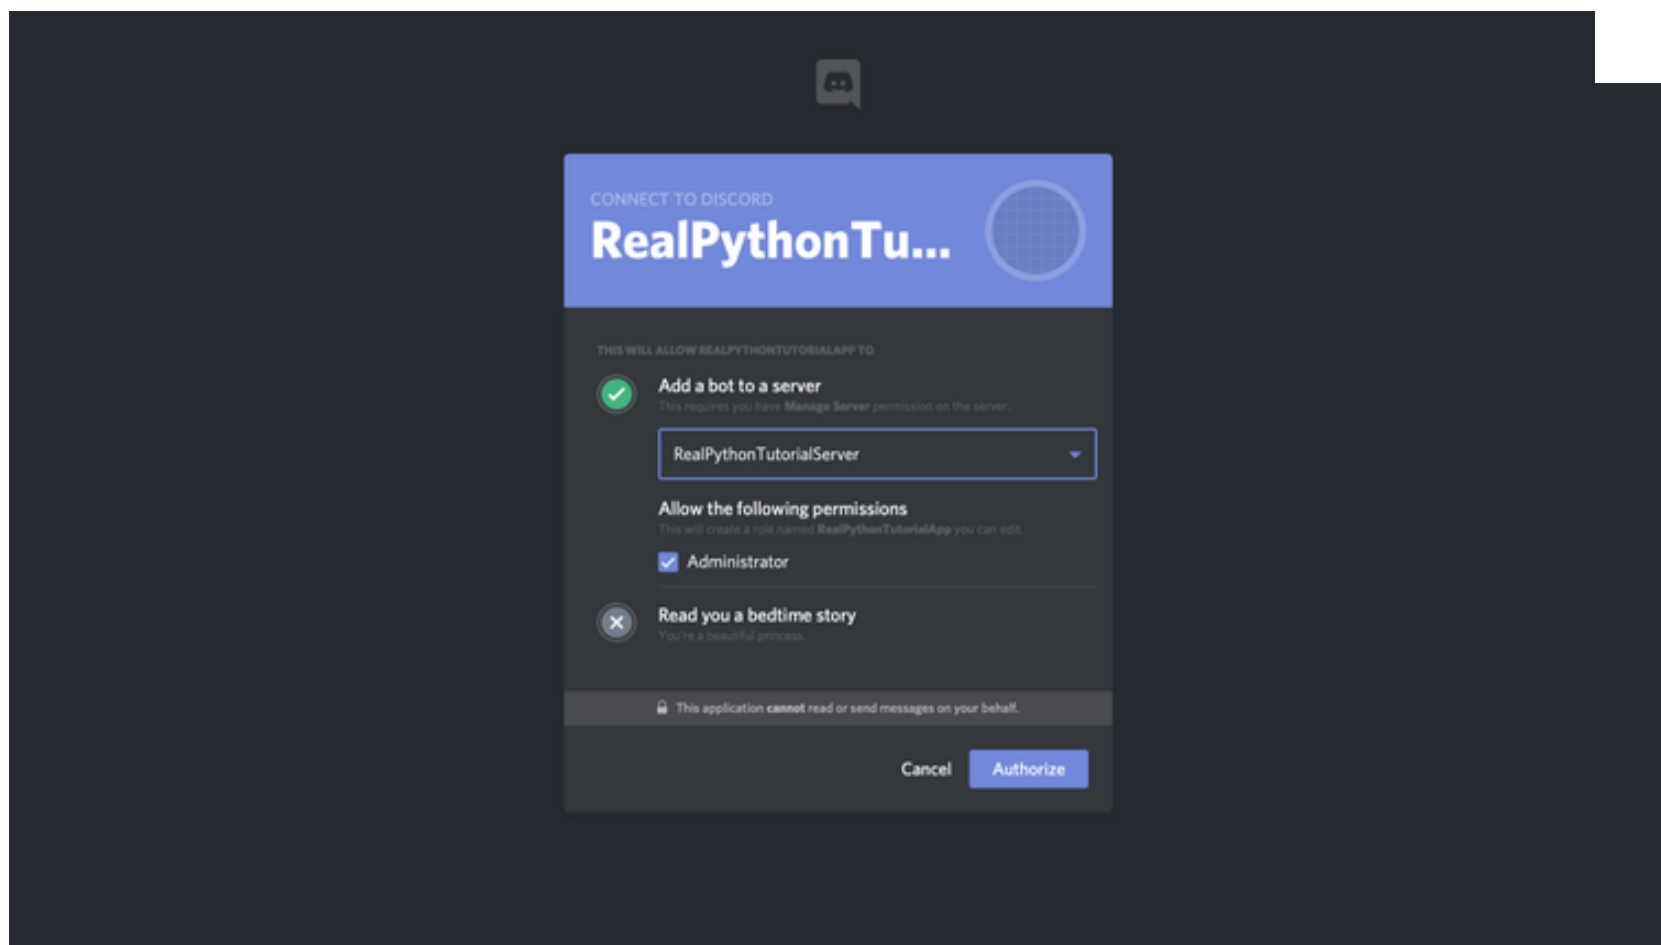 CONNECT TO DISCORD
RealPythonTu...
THIS WILL ALLOW REALPYTHONTUTORIALAPP TO
Add a bot to a server
This requires you have Manage Server permission on the server.
RealPythonTutorialServer
Allow the following permissions
This will create a role named RealPythonTutorialApp you can edit.
Administrator
Read you a bedtime story
You're a beautiful princess.
This application cannot read or send messages on your behalf.
Cancel
Authorize